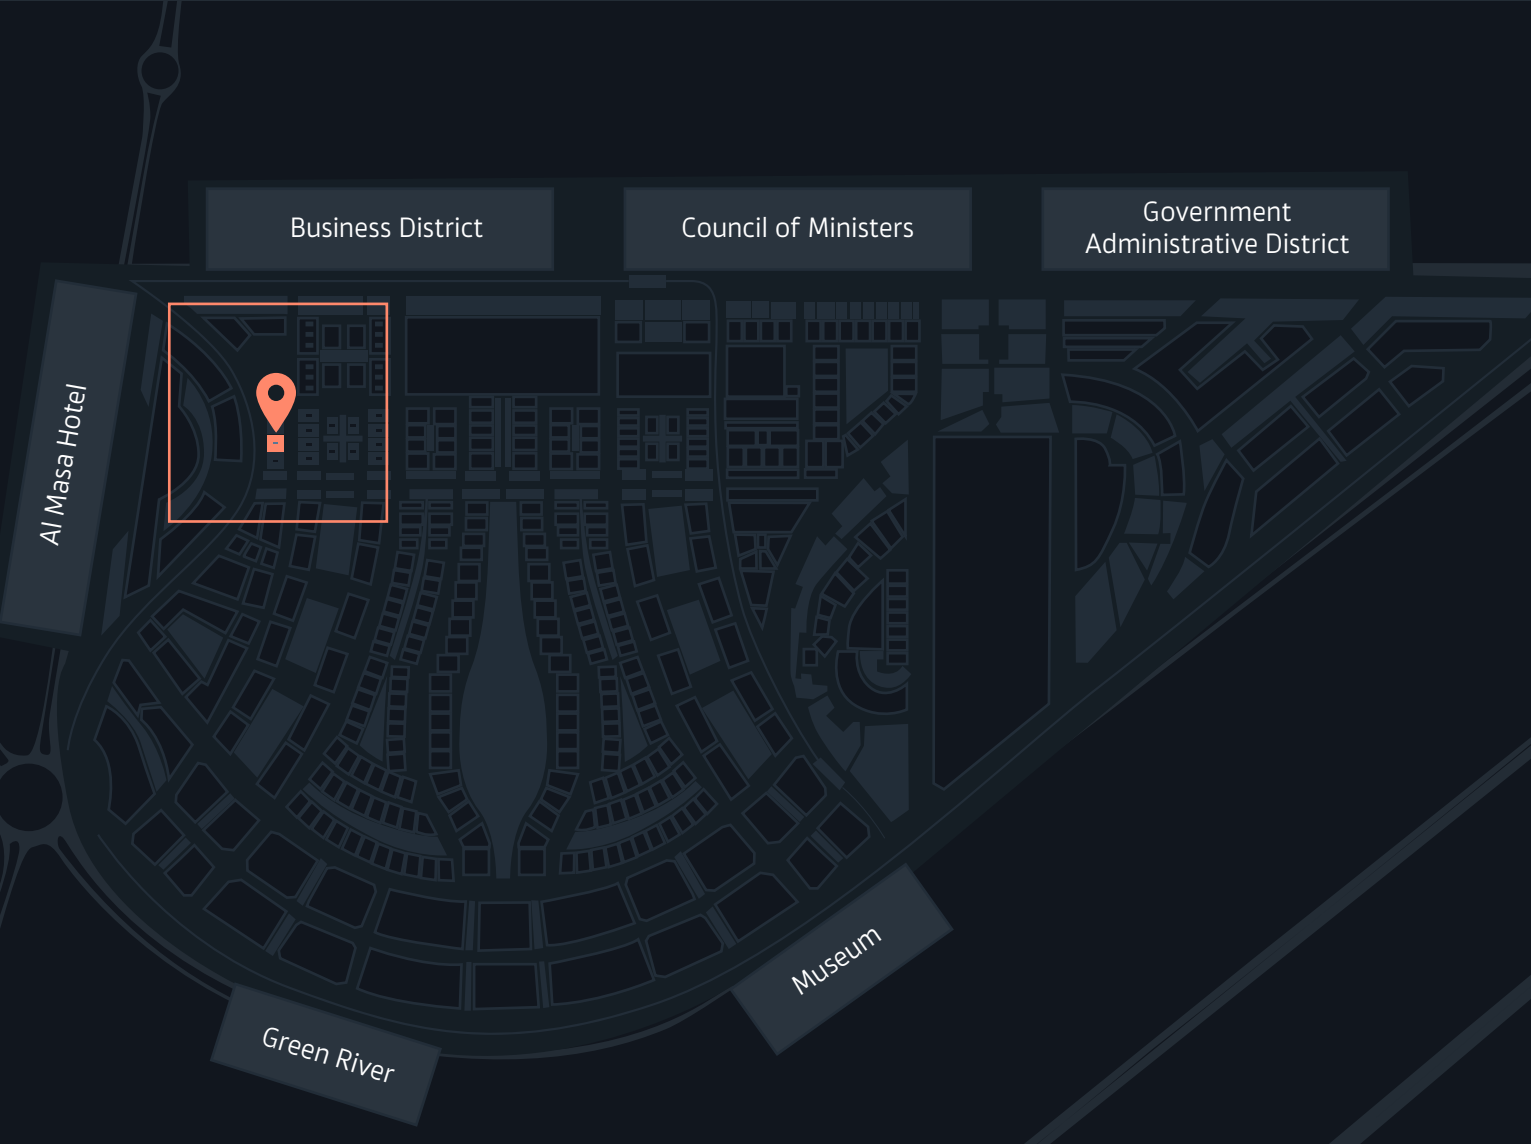 Business District
Council of Ministers
Government
Administrative District
Al Masa Hotel
Museum
Green River